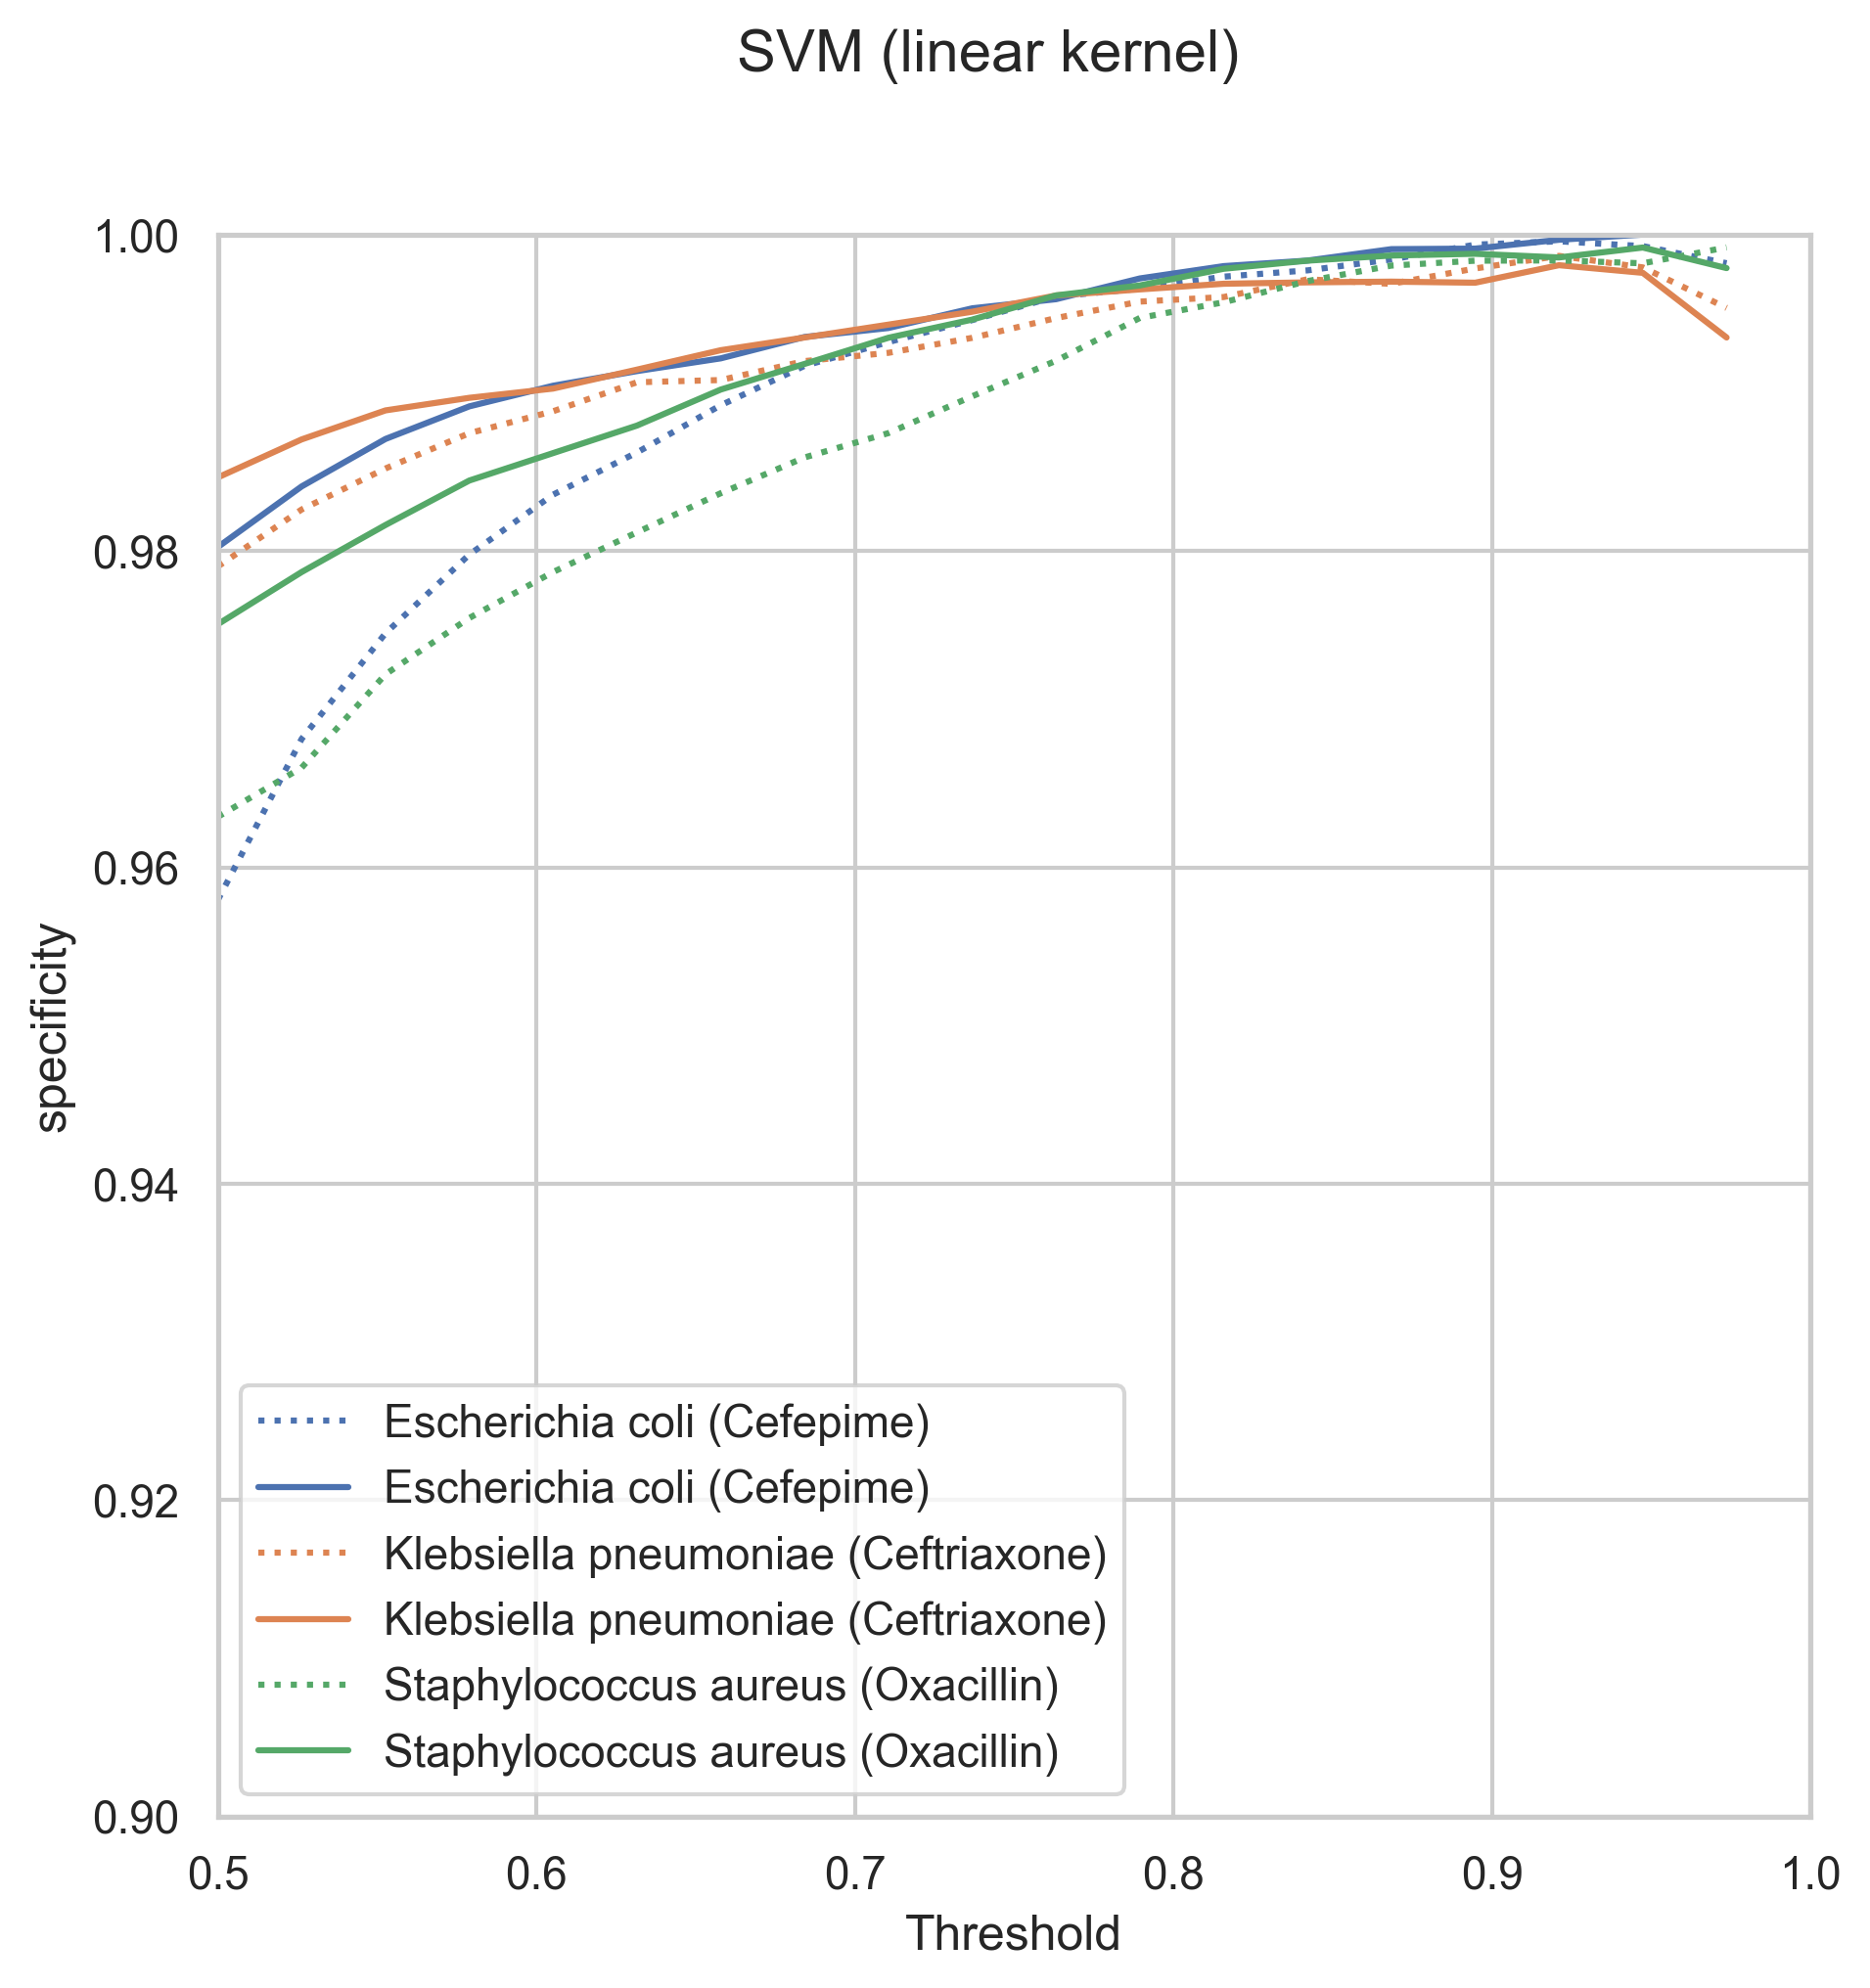 SVM (linear kernel)
1.00
0.98
0.96
0.94
0.92
0.90
specificity
Escherichia coli (Cefepime)
Escherichia coli (Cefepime)
Klebsiella pneumoniae (Ceftriaxone)
Klebsiella pneumoniae (Ceftriaxone)
Staphylococcus aureus (Oxacillin)
Staphylococcus aureus (Oxacillin)
0.5 0.6 0.7 0.8 0.9 1.0
Threshold